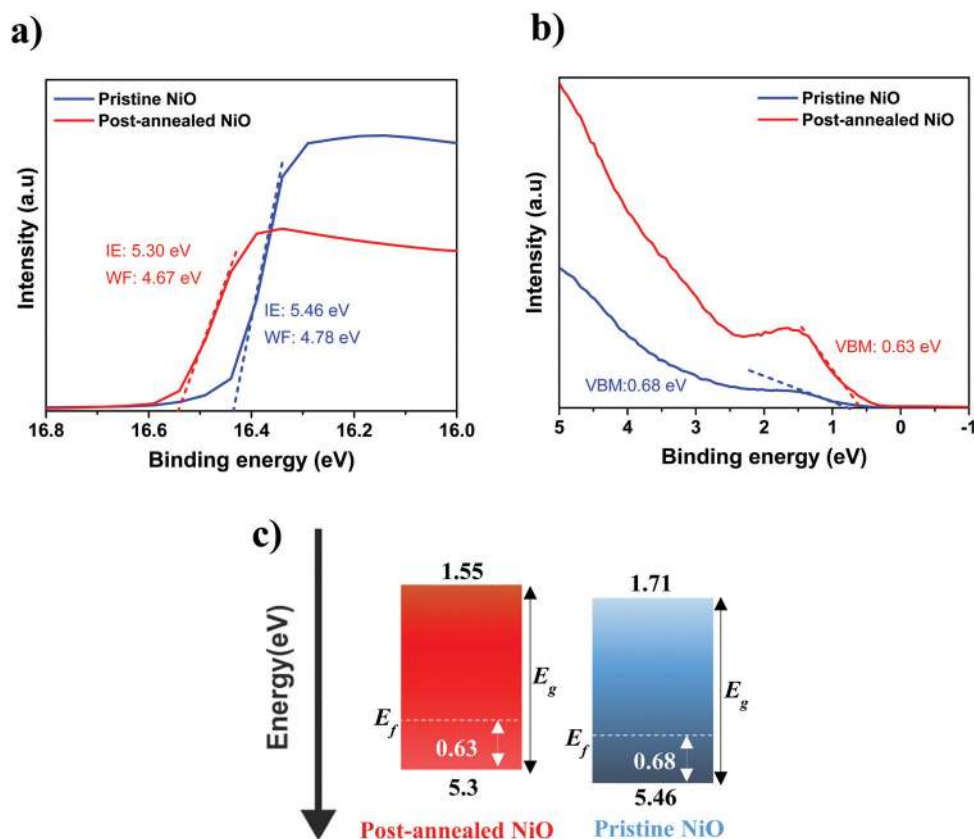 a)
Pristine NiO
Post-annealed NiO
IE: 5.30 eV
WF: 4.67 eV
IE: 5.46 eV
WF: 4.78 eV
Intensity (a.u)
16.8 16.6 16.4 16.2 16.0
Binding energy (eV)
b)
Pristine NiO
Post-annealed NiO
VBM: 0.63 eV
VBM:0.68 eV
Intensity (a.u)
5 4 3 2 1 0 -1
Binding energy (eV)
c)
Energy(eV)
1.55
Eg
Ef
0.63
5.3
Post-annealed NiO
1.71
Eg
Ef
0.68
5.46
Pristine NiO